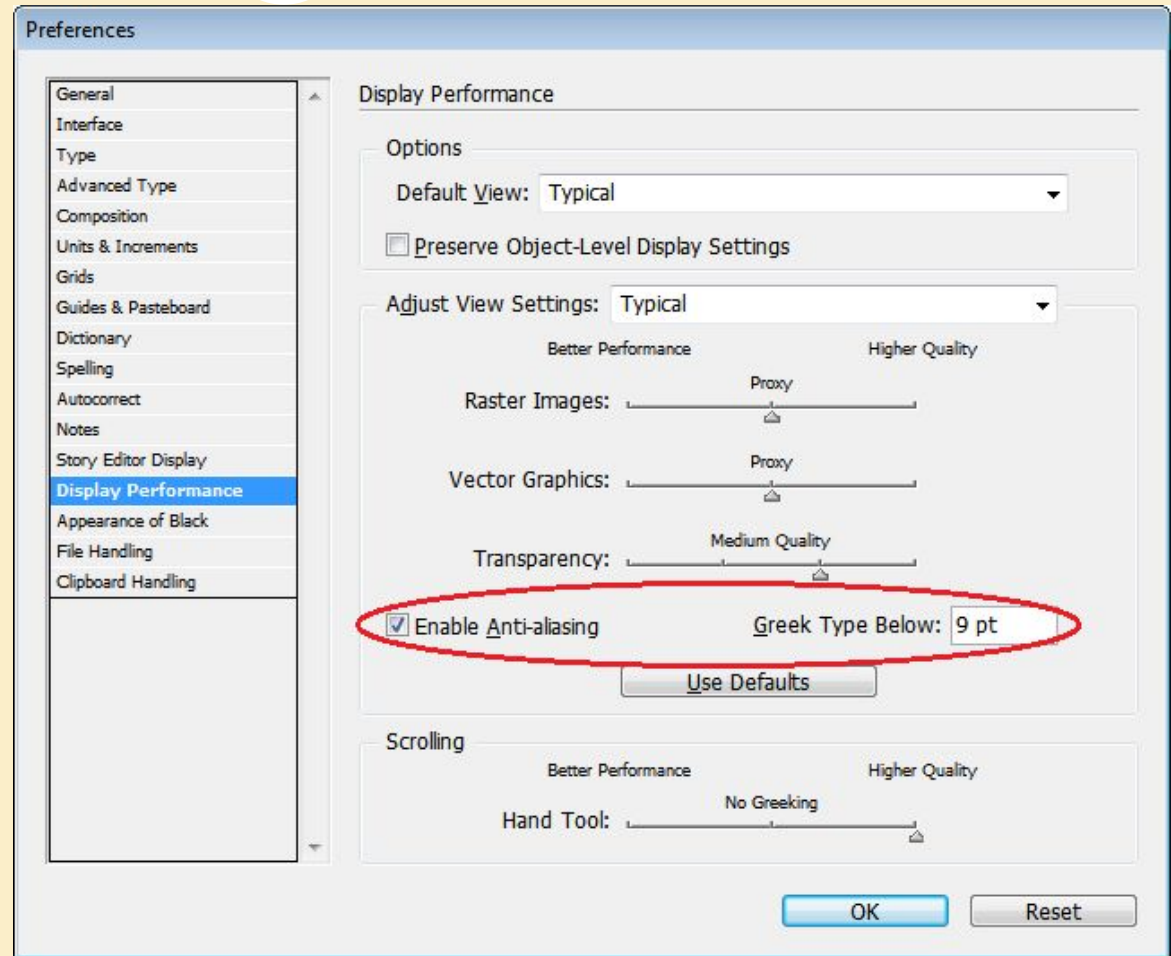 Preferences
General
Interface
Type
Advanced Type
Composition
Units & Increments
Grids
Guides & Pasteboard
Dictionary
Spelling
Autocorrect
Notes
Story Editor Display
Display Performance
Appearance of Black
File Handling
Clipboard Handling
Display Performance
Options
Default View: Typical
Preserve Object-Level Display Settings
Adjust View Settings: Typical
Better Performance Higher Quality
Proxy
Raster Images:
Proxy
Vector Graphics:
Medium Quality
Transparency:
Enable Anti-aliasing Greek Type Below: 9 pt
Use Defaults
Scrolling
Better Performance Higher Quality
No Greeking
Hand Tool:
OK Reset